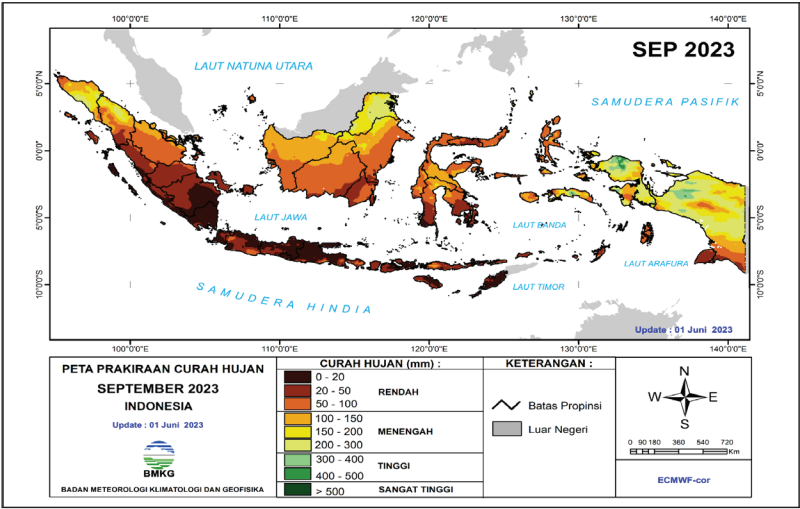 100°0'0"E 110°0'0"E 120°0'0"E 130°0'0"E 140°0'0"E
SEP 2023
LAUT NATUNA UTARA
SAMUDERA PASIFIK
5°0'0"N
0°0'0"
5°0'0"S
10°0'0"S
LAUT JAWA
LAUT BANDA
LAUT ARAFURA
LAUT TIMOR
SAMUDERA HINDIA
Update : 01 Juni 2023
5°0'0"N
0°0'0"
5°0'0"S
10°0'0"S
100°0'0"E 110°0'0"E 120°0'0"E 130°0'0"E 140°0'0"E
PETA PRAKIRAAN CURAH HUJAN
SEPTEMBER 2023
INDONESIA
Update : 01 Juni 2023
BMKG
BADAN METEOROLOGI KLIMATOLOGI DAN GEOFISIKA
CURAH HUJAN (mm) :
0 - 20
20 - 50
50 - 100
RENDAH
100 - 150
150 - 200
200 - 300
MENENGAH
300 - 400
400 - 500
TINGGI
> 500
SANGAT TINGGI
KETERANGAN :
Batas Propinsi
Luar Negeri
N
W E
S
0 90 180 360 540 720
Km
ECMWF-cor